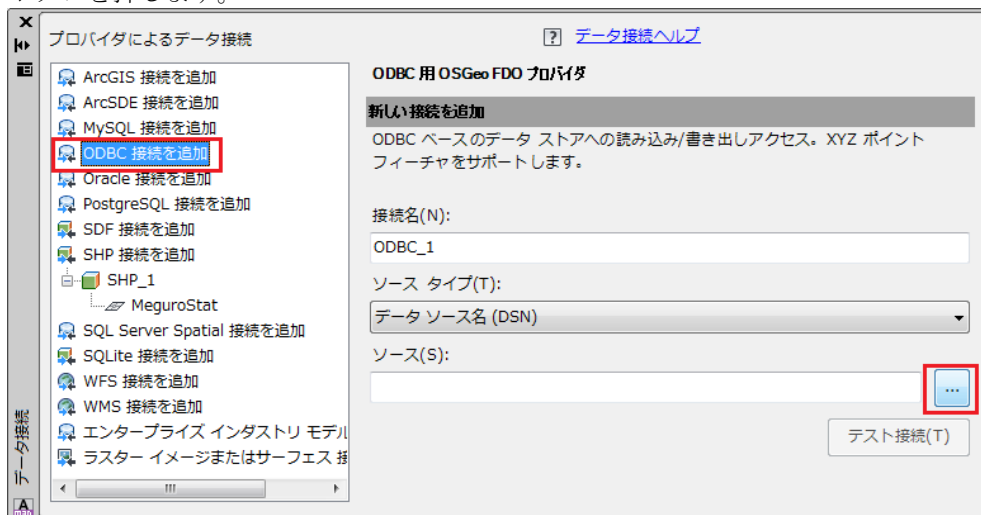 プロバイダによるデータ接続
? データ接続ヘルプ
ArcGIS 接続を追加
ArcSDE 接続を追加
MySQL 接続を追加
ODBC 接続を追加
Oracle 接続を追加
PostgreSQL 接続を追加
SDF 接続を追加
SHP 接続を追加
SHP_1
MeguroStat
SQL Server Spatial 接続を追加
SQLite 接続を追加
WFS 接続を追加
WMS 接続を追加
エンタープライズ インダストリ モデル
ラスター イメージまたはサーフェス 接
ODBC 用 OSGeo FDO プロバイダ
新しい接続を追加
ODBC ベースのデータ ストアへの読み込み/書き出しアクセス。XYZ ポイント
フィーチャをサポートします。
接続名(N):
ODBC_1
ソース タイプ(T):
データ ソース名 (DSN)
ソース(S):
...
テスト接続(T)
データ接続